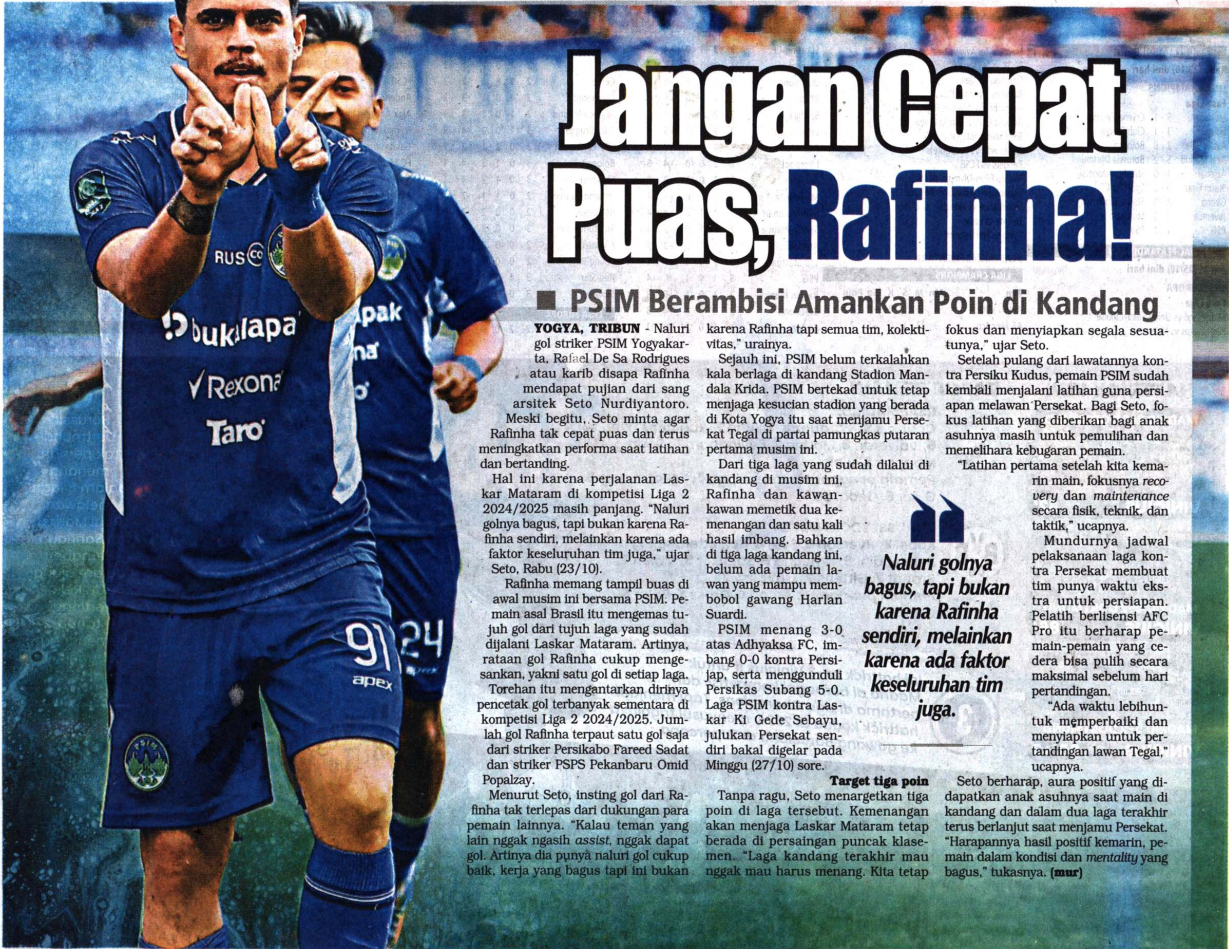 Jangan Cepat
Puas, Rafinha!
■ PSIM Berambisi Amankan Poin di Kandang
YOGYA, TRIBUN - Naluri
gol striker PSIM Yogyakar-
ta, Rafael De Sa Rodrigues
atau karib disapa Rafinha
mendapat pujian dari sang
arsitek Seto Nurdiyantoro.
Meski begitu, Seto minta agar
Rafinha tak cepat puas dan terus
meningkatkan performa saat latihan
dan bertanding.
Hal ini karena perjalanan Las-
kar Mataram di kompetisi Liga 2
2024/2025 masih panjang. "Naluri
golnya bagus, tapi bukan karena Ra-
finha sendiri, melainkan karena ada
faktor keseluruhan tim juga," ujar
Seto, Rabu (23/10).
Rafinha memang tampil buas di
awal musim ini bersama PSIM. Pe-
main asal Brasil itu mengemas tu-
juh gol dari tujuh laga yang sudah
dijalani Laskar Mataram. Artinya,
rataan gol Rafinha cukup menge-
sankan, yakni satu gol di setiap laga.
Torehan itu mengantarkan dirinya
pencetak gol terbanyak sementara di
kompetisi Liga 2 2024/2025. Jum-
lah gol Rafinha terpaut satu gol saja
dari striker Persikabo Fareed Sadat
dan striker PSPS Pekanbaru Omid
Popalzay.
Menurut Seto, insting gol dari Ra-
finha tak terlepas dari dukungan para
pemain lainnya. "Kalau teman yang
lain nggak ngasih assist, nggak dapat
gol. Artinya dia punya naluri gol cukup
baik, kerja yang bagus tapi ini bukan
karena Rafinha tapi semua tim, kolekti-
vitas," urainya.
Sejauh ini, PSIM belum terkalahkan
kala berlaga di kandang Stadion Man-
dala Krida. PSIM bertekad untuk tetap
menjaga kesucian stadion yang berada
di Kota Yogya itu saat menjamu Perse-
kat Tegal di partai pamungkas putaran
pertama musim ini.
Dari tiga laga yang sudah dilalui di
kandang di musim ini,
Rafinha dan kawan-
kawan memetik dua ke-
menangan dan satu kali
hasil imbang. Bahkan
di tiga laga kandang ini,
belum ada pemain la-
wan yang mampu mem-
bobol gawang Harlan
Suardi.
PSIM menang 3-0
atas Adhyaksa FC, im-
bang 0-0 kontra Persi-
jap, serta menggunduli
Persikas Subang 5-0.
Laga PSIM kontra Las-
kar Ki Gede Sebayu,
julukan Persekat sen-
diri bakal digelar pada
Minggu (27/10) sore.
Target tiga poin
Tanpa ragu, Seto menargetkan tiga
poin di laga tersebut. Kemenangan
akan menjaga Laskar Mataram tetap
berada di persaingan puncak klase-
men. "Laga kandang terakhir mau
nggak mau harus menang. Kita tetap
fokus dan menyiapkan segala sesua-
tunya," ujar Seto.
Setelah pulang dari lawatannya kon-
tra Persiku Kudus, pemain PSIM sudah
kembali menjalani latihan guna persi-
apan melawan Persekat. Bagi Seto, fo-
kus latihan yang diberikan bagi anak
asuhnya masih untuk pemulihan dan
memelihara kebugaran pemain.
"Latihan pertama setelah kita kema-
rin main, fokusnya reco-
very dan maintenance
secara fisik, teknik, dan
taktik," ucapnya.
Mundurnya jadwal
pelaksanaan laga kon-
tra Persekat membuat
tim punya waktu eks-
tra untuk persiapan.
Pelatih berlisensi AFC
Pro itu berharap pe-
main-pemain yang ce-
dera bisa pulih secara
maksimal sebelum hari
pertandingan.
"Ada waktu lebihun-
tuk memperbaiki dan
menyiapkan untuk per-
tandingan lawan Tegal,"
ucapnya.
Seto berharap, aura positif yang di-
dapatkan anak asuhnya saat main di
kandang dan dalam dua laga terakhir
terus berlanjut saat menjamu Persekat.
"Harapannya hasil positif kemarin, pe-
main dalam kondisi dan mentality yang
bagus," tukasnya. (mur)
"
Naluri golnya
bagus, tapi bukan
karena Rafinha
sendiri, melainkan
karena ada faktor
keseluruhan tim
juga.
RUS CO
bukalapa
Rexona
Taro
91
apex
PSIM
apak
na
24